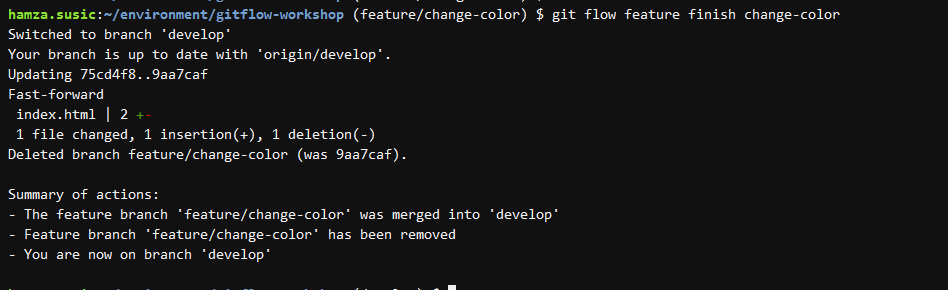 hamza.susic:~/environment/gitflow-workshop (feature/change-color) $ git flow feature finish change-color
Switched to branch 'develop'
Your branch is up to date with 'origin/develop'.
Updating 75cd4f8..9aa7caf
Fast-forward
 index.html | 2 +-
 1 file changed, 1 insertion(+), 1 deletion(-)
Deleted branch feature/change-color (was 9aa7caf).
Summary of actions:
- The feature branch 'feature/change-color' was merged into 'develop'
- Feature branch 'feature/change-color' has been removed
- You are now on branch 'develop'